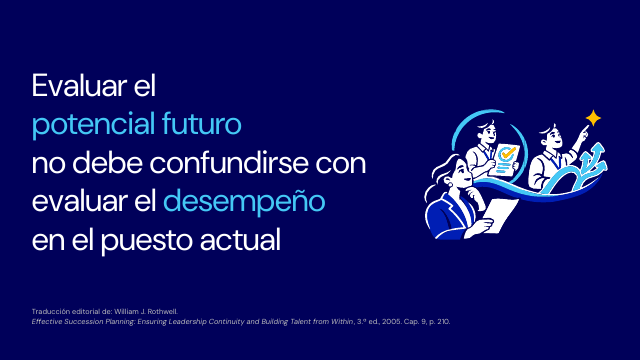 Evaluar el
potencial futuro
no debe confundirse con
evaluar el desempeño
en el puesto actual
Traducción editorial de: William J. Rothwell.
Effective Succession Planning: Ensuring Leadership Continuity and Building Talent from Within, 3.ª ed., 2005. Cap. 9, p. 210.